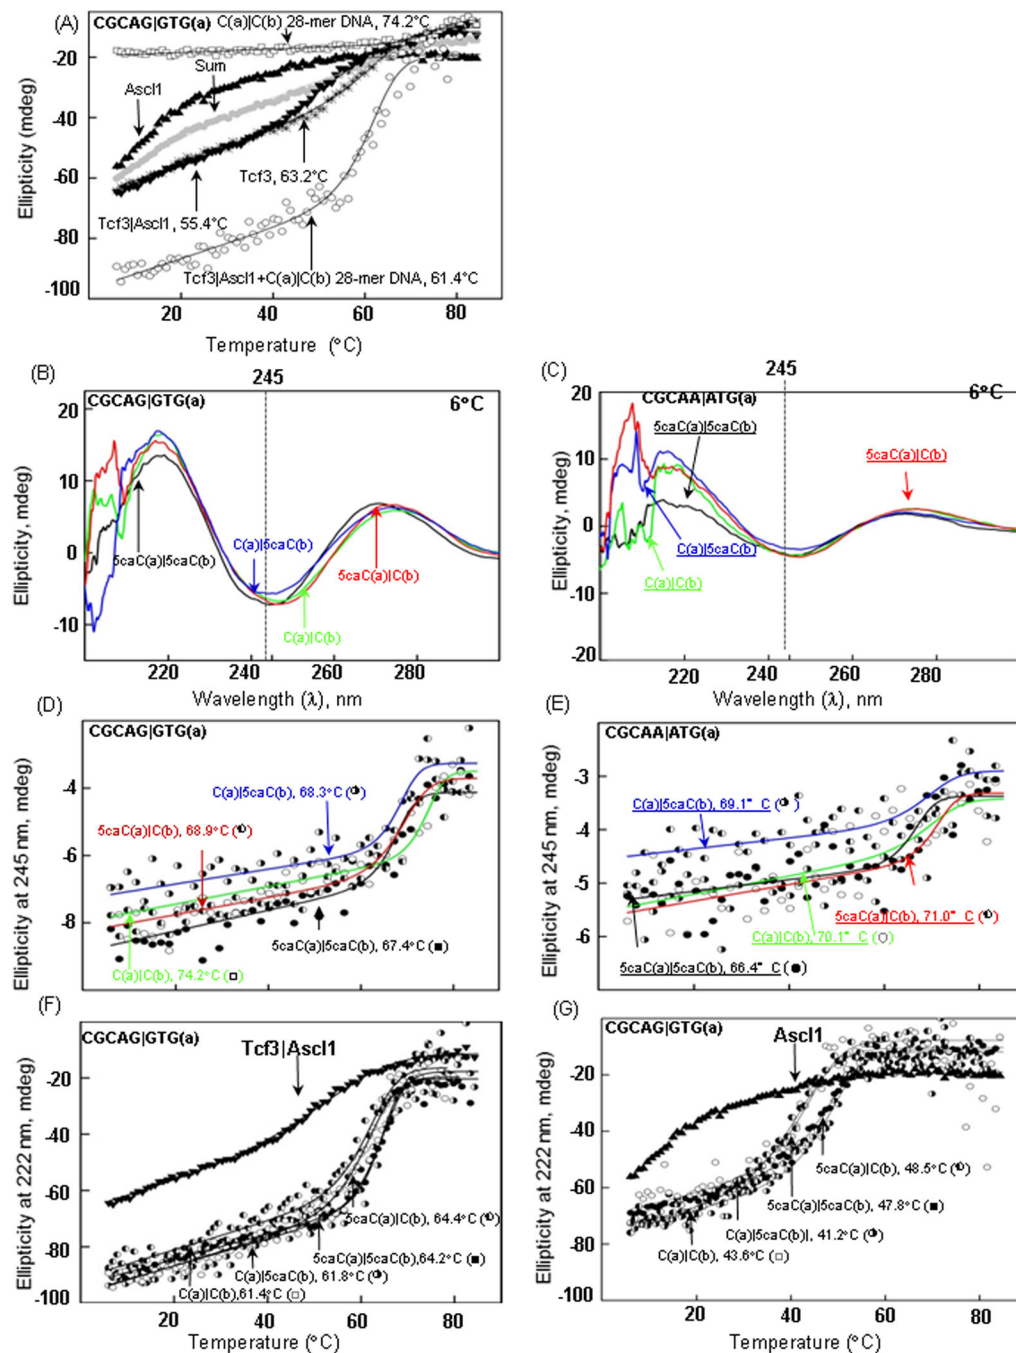 (A)
CGCAG|GTG(a)
C(a)|C(b) 28-mer DNA, 74.2°C
Sum
Ascl1
Tcf3, 63.2°C
Tcf3|Ascl1, 55.4°C
Tcf3|Ascl1+C(a)|C(b) 28-mer DNA, 61.4°C
Ellipticity (mdeg)
-20
-40
-60
-80
-100
20
40
60
80
Temperature (°C)
(B)
245
CGCAG|GTG(a)
6°C
5caC(a)|5caC(b)
C(a)|5caC(b)
5caC(a)|C(b)
C(a)|C(b)
Ellipticity, mdeg
20
10
0
-10
220
260
280
Wavelength (λ), nm
(C)
245
CGCAA|ATG(a)
6°C
5caC(a)|5caC(b)
5caC(a)|C(b)
C(a)|5caC(b)
C(a)|C(b)
Ellipticity, mdeg
20
10
0
-10
-20
220
260
280
Wavelength (λ), nm
(D)
CGCAG|GTG(a)
C(a)|5caC(b), 68.3°C (◑)
5caC(a)|C(b), 68.9°C (◐)
5caC(a)|5caC(b), 67.4°C (■)
C(a)|C(b), 74.2°C (□)
Ellipticity at 245 nm, mdeg
-4
-6
-8
(E)
CGCAA|ATG(a)
C(a)|5caC(b), 69.1° C (◑)
5caC(a)|C(b), 71.0° C (◐)
C(a)|C(b), 70.1° C (○)
5caC(a)|5caC(b), 66.4° C (●)
Ellipticity at 245 nm, mdeg
-3
-4
-5
-6
(F)
CGCAG|GTG(a)
Tcf3|Ascl1
5caC(a)|C(b), 64.4°C (◐)
5caC(a)|5caC(b),64.2°C (■)
C(a)|5caC(b), 61.8°C (◑)
C(a)|C(b),61.4°C (□)
Ellipticity at 222 nm, mdeg
-20
-40
-60
-80
-100
20
40
60
80
Temperature (°C)
(G)
CGCAG|GTG(a)
Ascl1
5caC(a)|C(b), 48.5°C (◐)
5caC(a)|5caC(b), 47.8°C (■)
C(a)|5caC(b)|, 41.2°C (◑)
C(a)|C(b), 43.6°C (□)
Ellipticity at 222 nm, mdeg
-20
-40
-60
-80
-100
20
40
60
80
Temperature (°C)